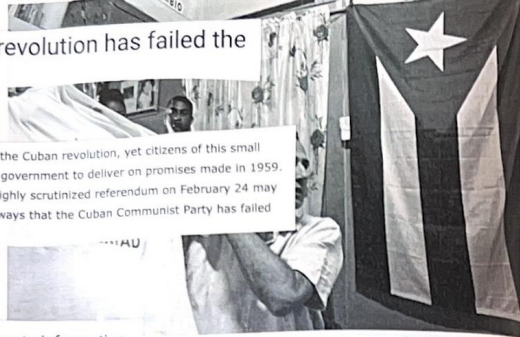 revolution has failed the
the Cuban revolution, yet citizens of this small
government to deliver on promises made in 1959.
ighly scrutinized referendum on February 24 may
ways that the Cuban Communist Party has failed